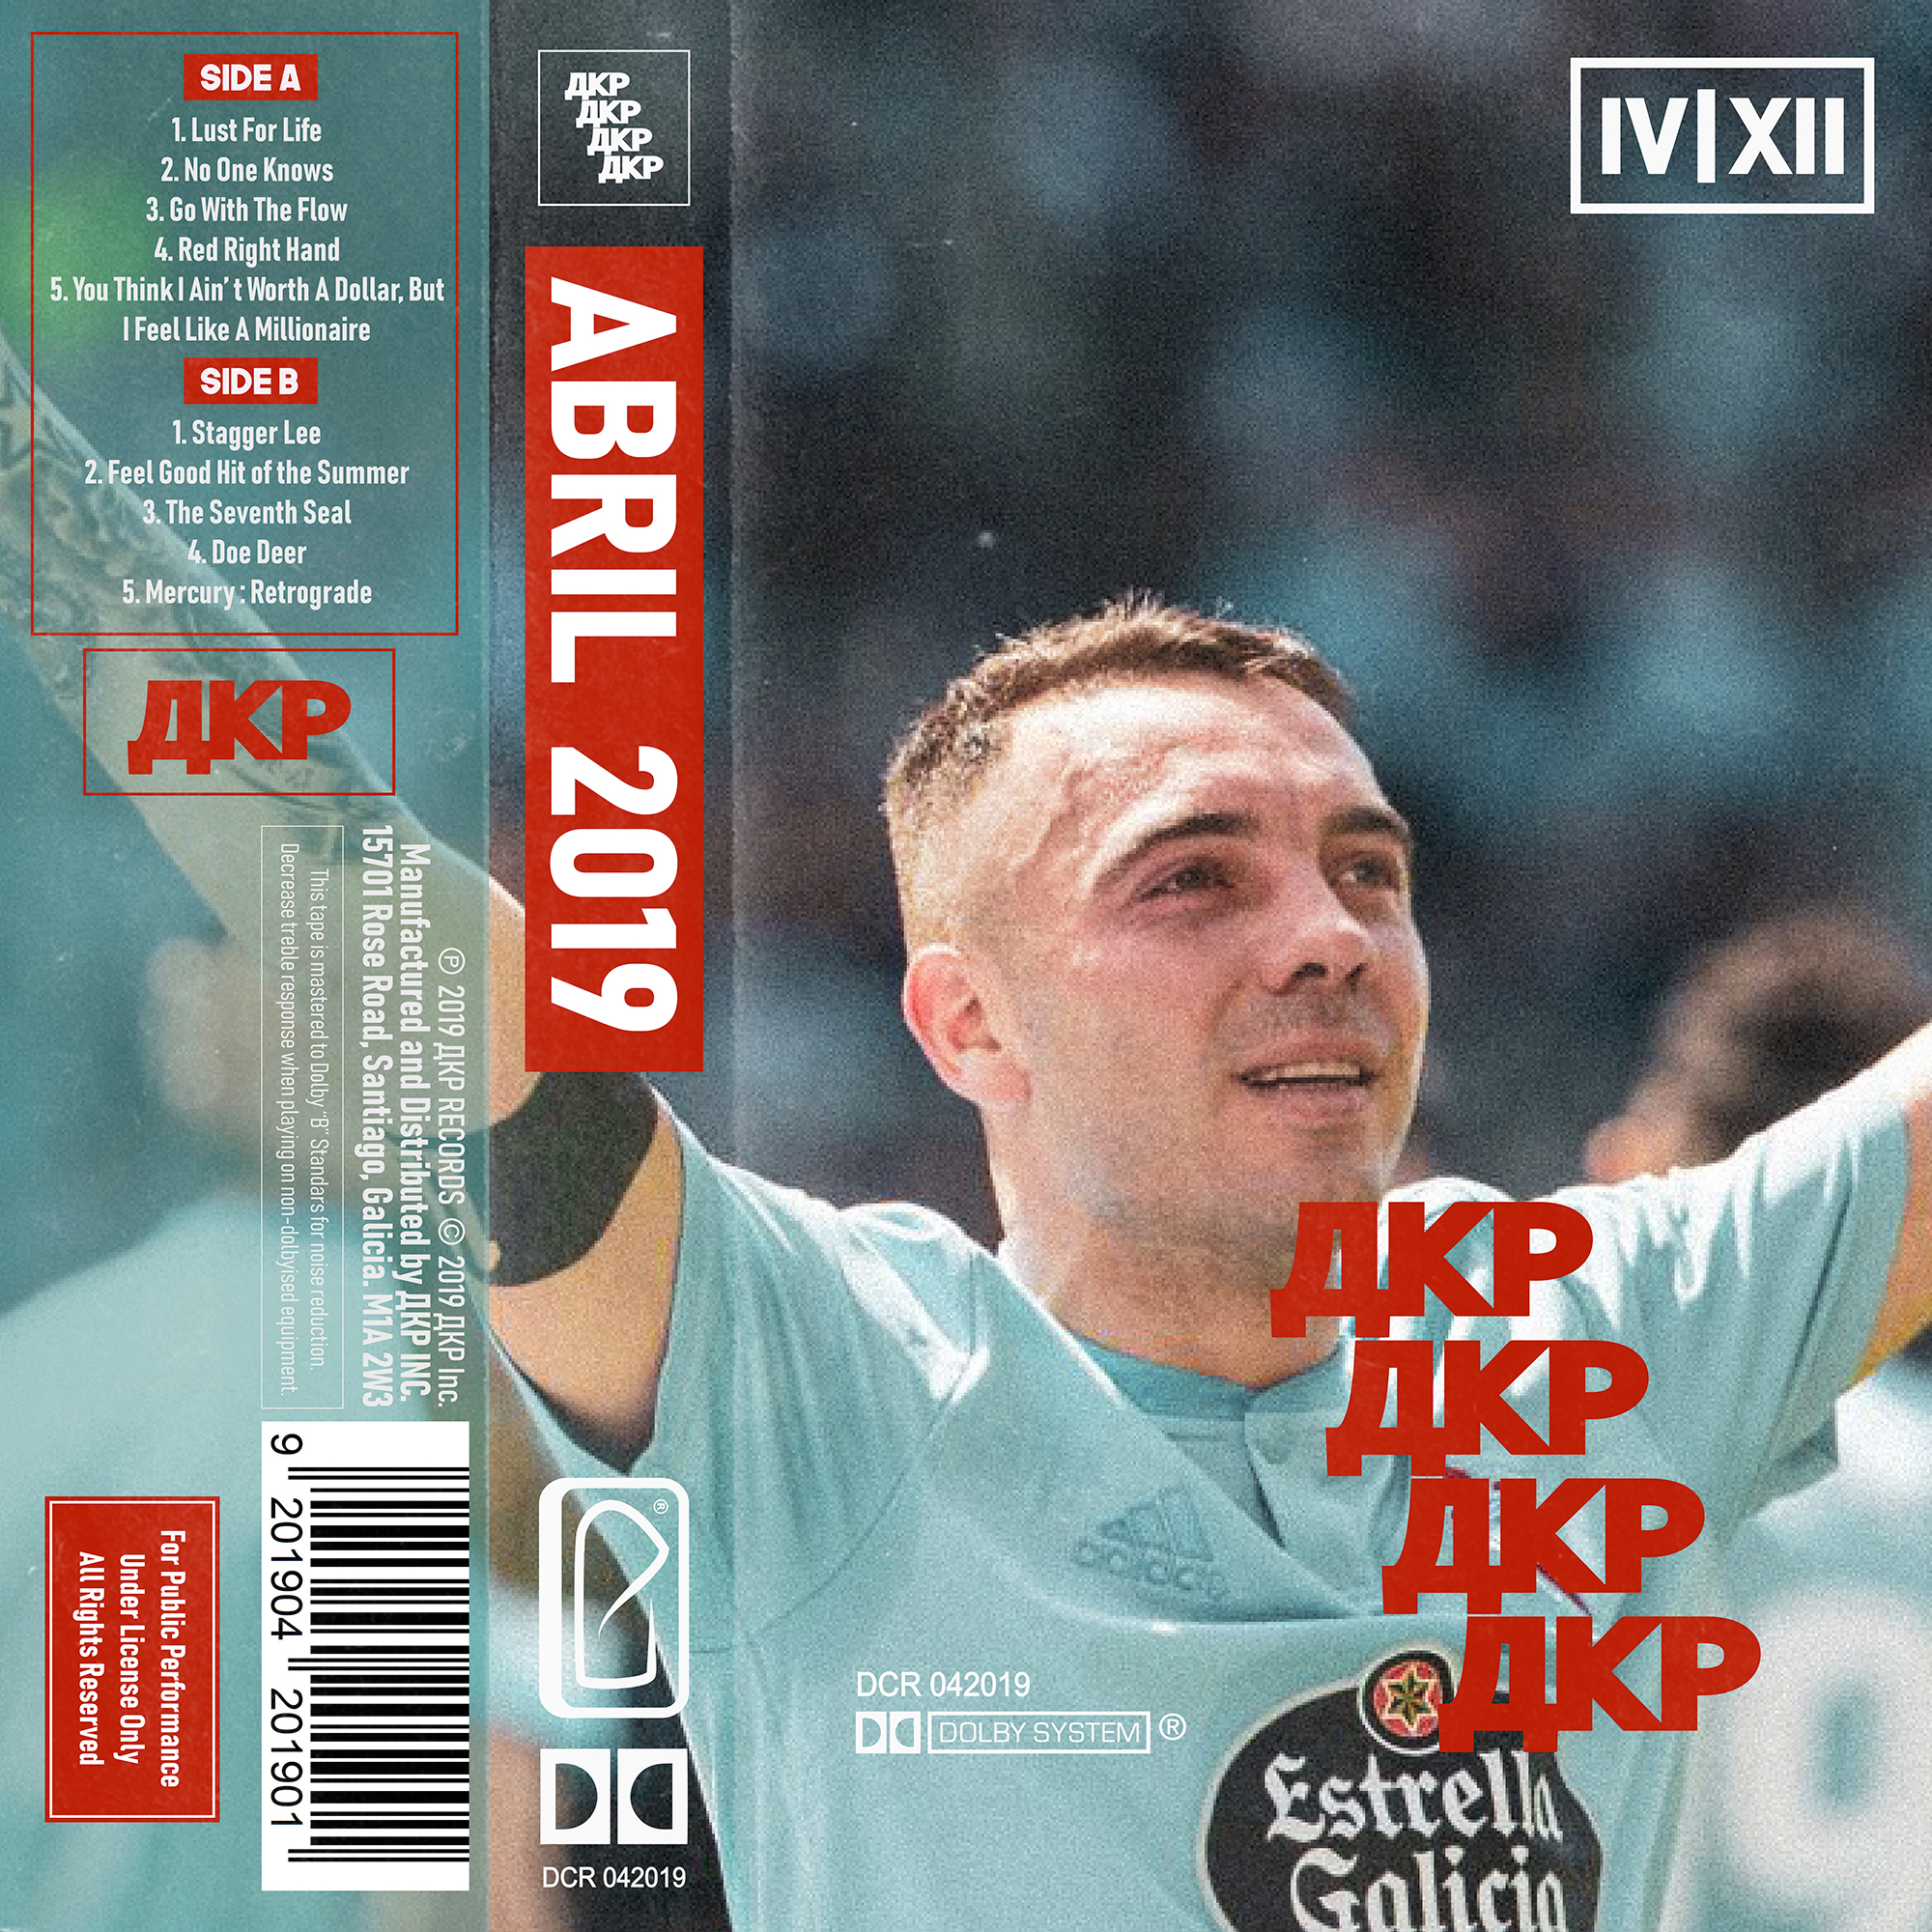 SIDE A
1. Lust For Life
2. No One Knows
3. Go With The Flow
4. Red Right Hand
5. You Think I Ain' t Worth A Dollar, But
I Feel Like A Millionaire
SIDE B
1. Stagger Lee
2. Feel Good Hit of the Summer
3. The Seventh Seal
4. Doe Deer
5. Mercury : Retrograde
ДКР
℗ 2019 ДКР RECORDS © 2019 ДКР Inc.
Manufactured and Distributed by ДКР INC.
15701 Rose Road, Santiago, Galicia. M1A 2W3
This tape is mastered to Dolby "B" Standars for noise reduction.
Decrease treble response when playing on non-dolbyised equipment.
9 201904 201901
For Public Performance
Under License Only
All Rights Reserved
ДКР
ДКР
ДКР
ДКР
ABRIL 2019
®
DCR 042019
IV|XII
ДКР
ДКР
ДКР
ДКР
adidas
DCR 042019
DOLBY SYSTEM ®
Estrella
Galicia